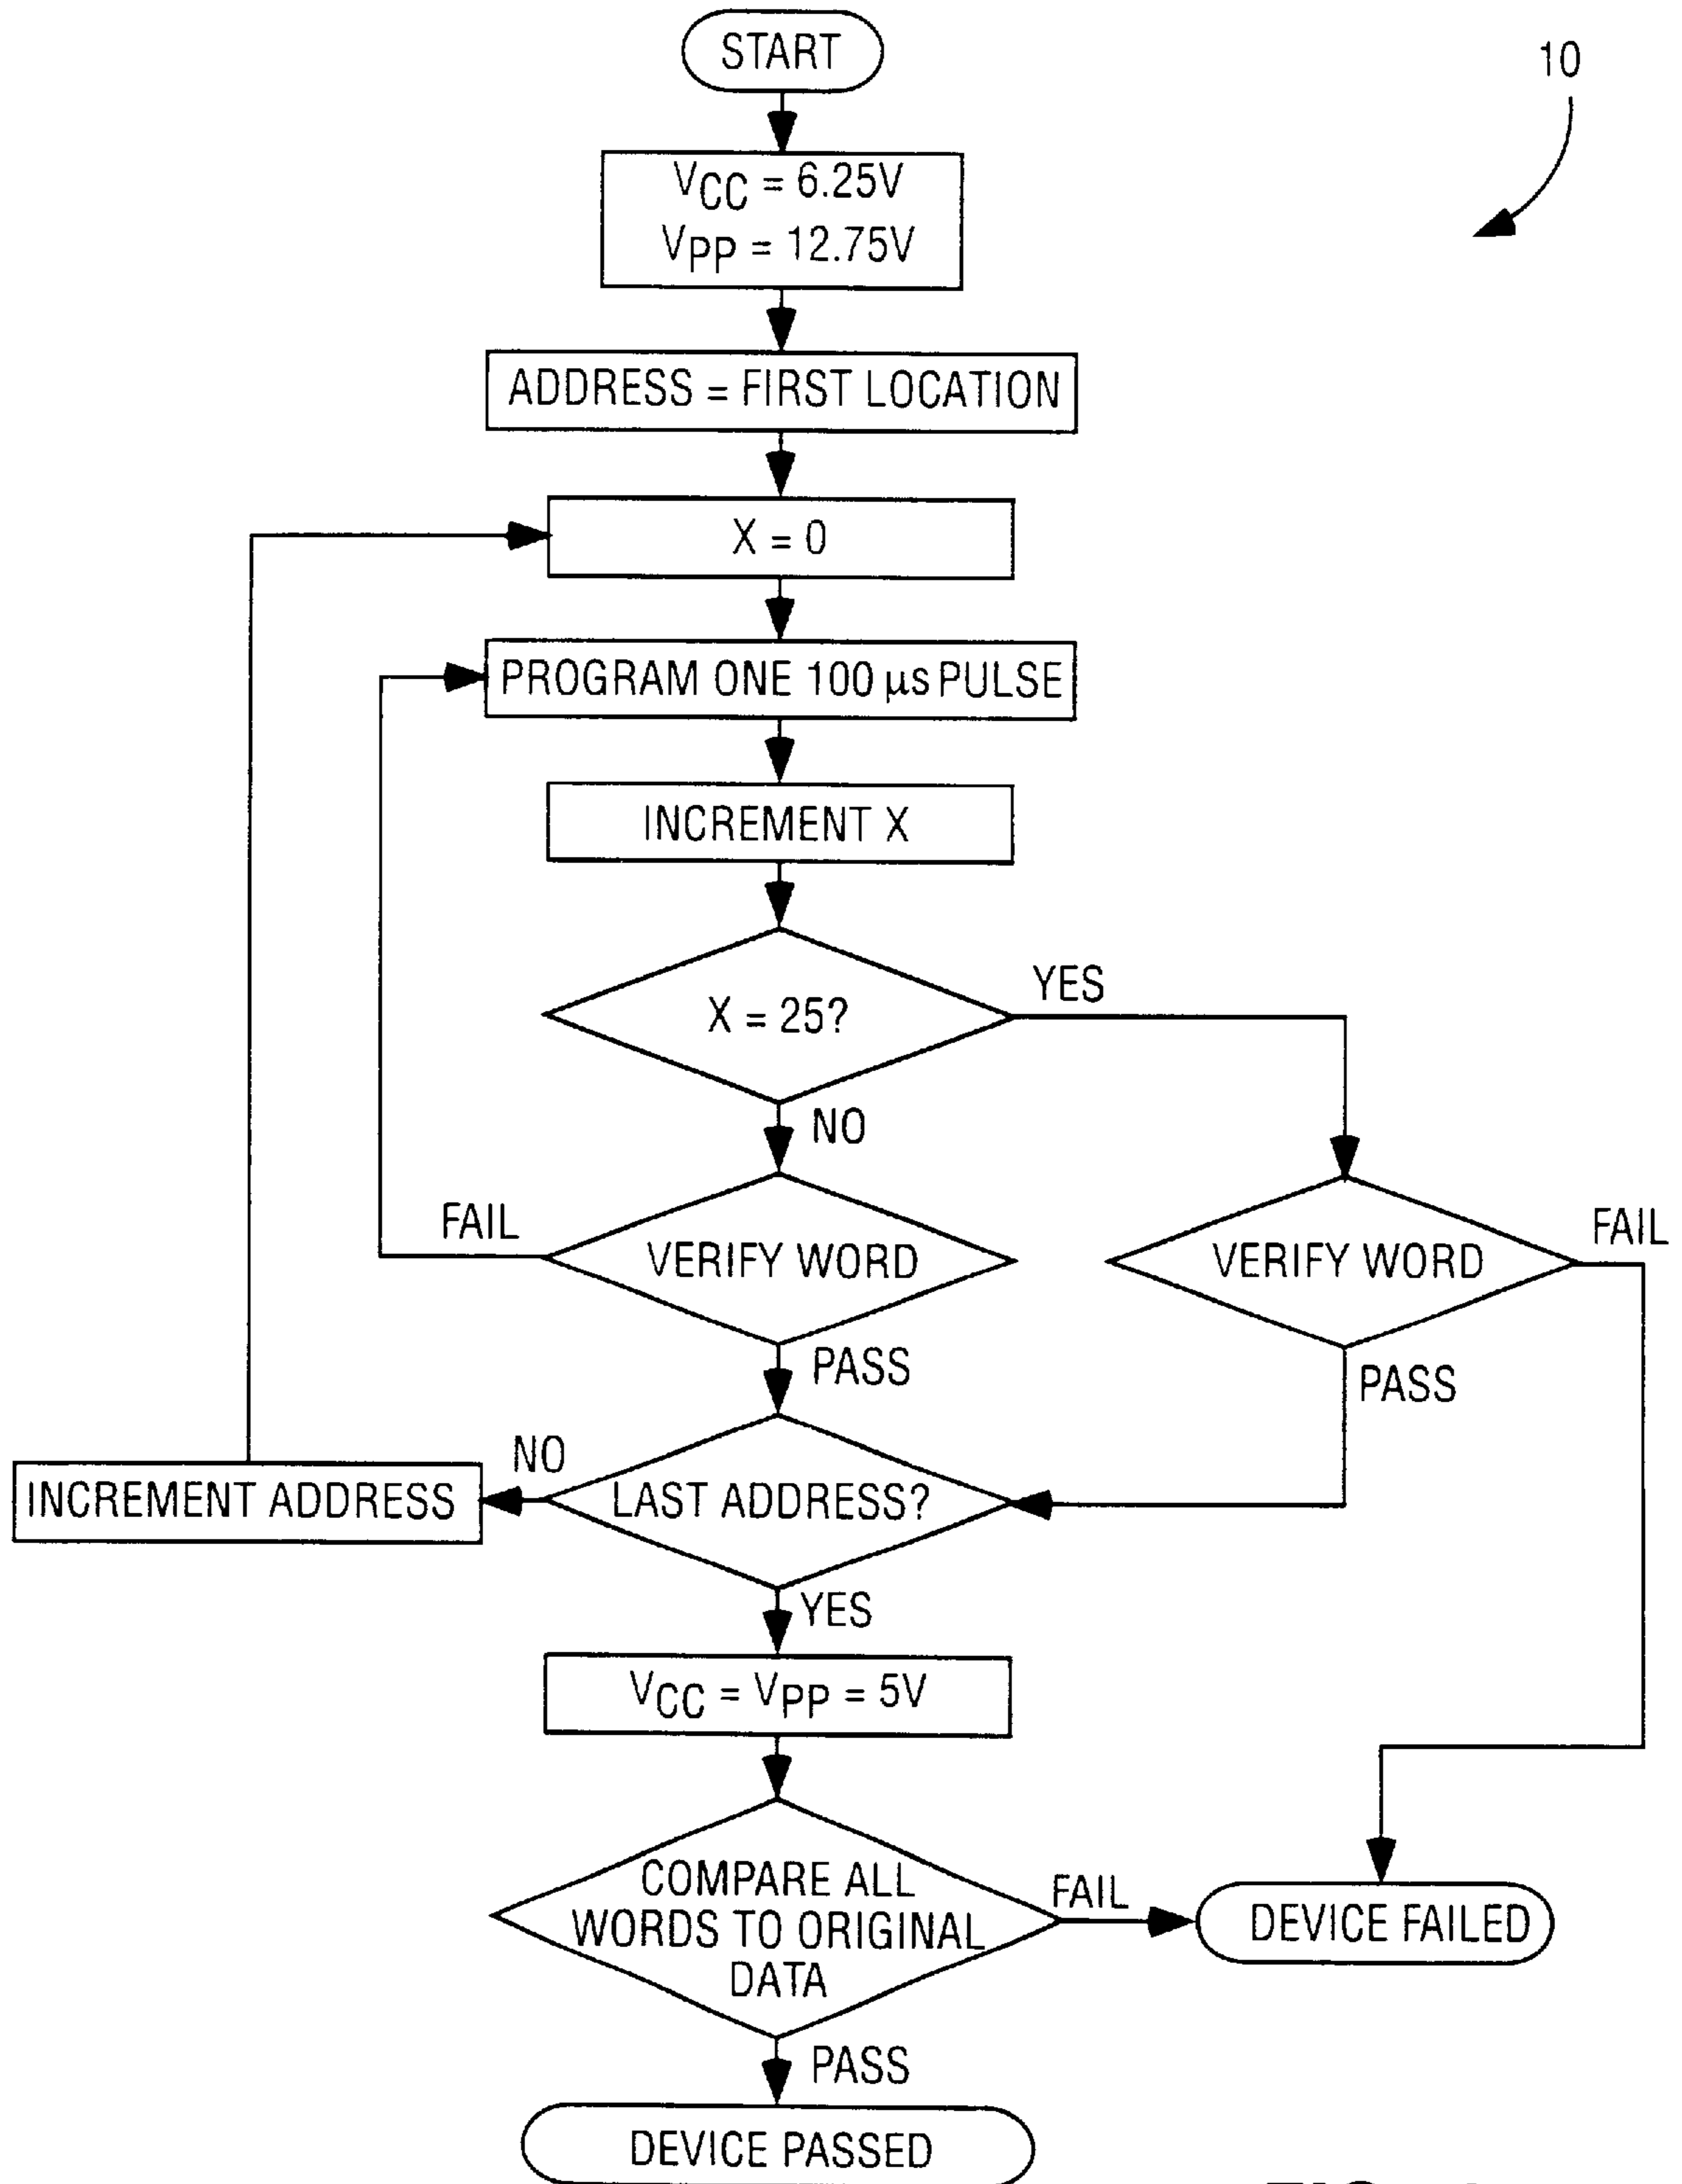 START
10
VCC = 6.25V
VPP = 12.75V
ADDRESS = FIRST LOCATION
X = 0
PROGRAM ONE 100 µs PULSE
INCREMENT X
X = 25?
YES
NO
FAIL
VERIFY WORD
VERIFY WORD
FAIL
PASS
PASS
INCREMENT ADDRESS
NO
LAST ADDRESS?
YES
VCC = VPP = 5V
COMPARE ALL
WORDS TO ORIGINAL
DATA
FAIL
DEVICE FAILED
PASS
DEVICE PASSED